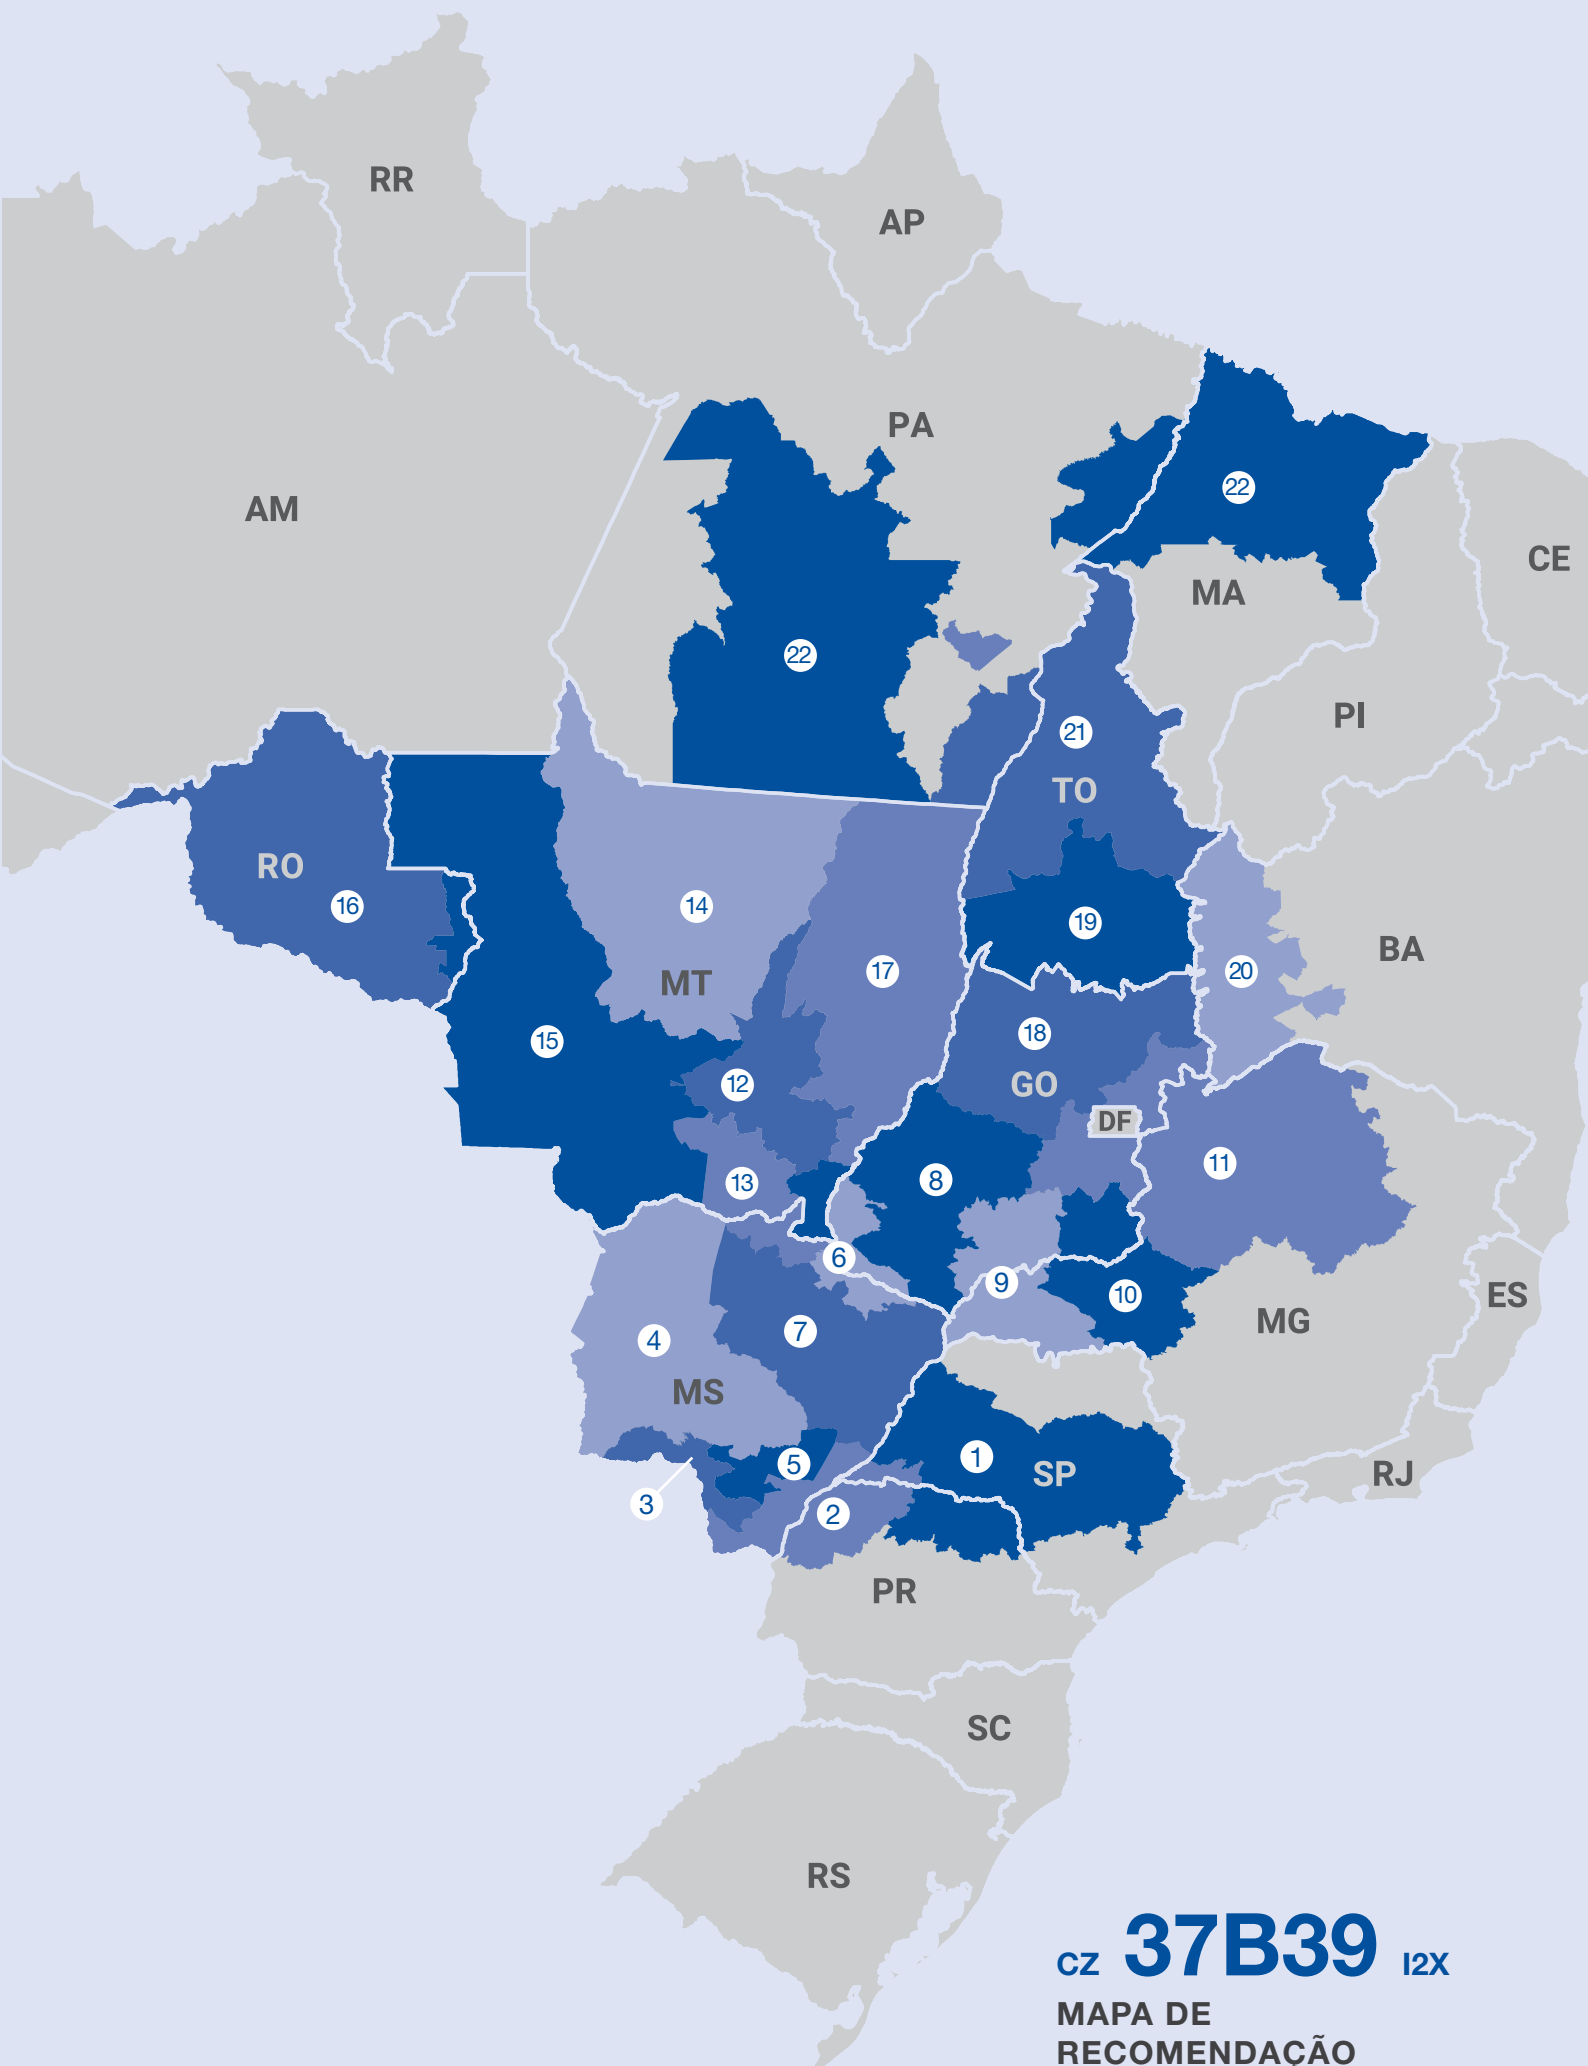 RR
AP
PA
AM
22
CE
MA
22
PI
21
TO
RO
16
14
19
BA
MT
17
20
15
18
GO
12
DF
11
13
8
6
9
10
ES
MG
4
7
MS
1
5
SP
RJ
3
2
PR
SC
RS
CZ 37B39 I2X
MAPA DE
RECOMENDAÇÃO